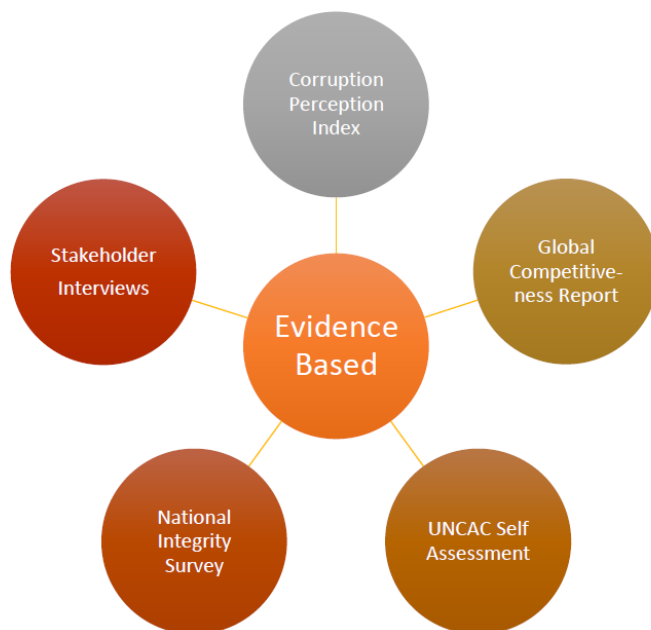 Corruption
Perception
Index
Stakeholder
Interviews
Global
Competitive-
ness Report
Evidence
Based
National
Integrity
Survey
UNCAC Self
Assessment